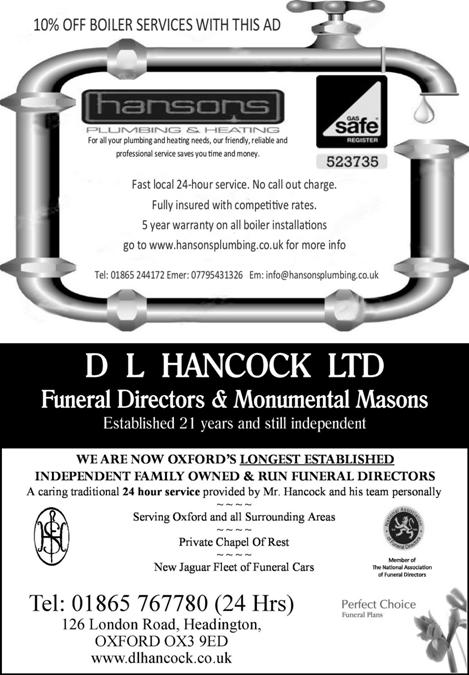 10% OFF BOILER SERVICES WITH THIS AD
hansons
PLUMBING & HEATING
For all your plumbing and heating needs, our friendly, reliable and
professional service saves you time and money.
GAS
safe
REGISTER
523735
Fast local 24-hour service. No call out charge.
Fully insured with competitive rates.
5 year warranty on all boiler installations
go to www.hansonsplumbing.co.uk for more info
Tel: 01865 244172 Emer: 07795431326 Em: info@hansonsplumbing.co.uk
D L HANCOCK LTD
Funeral Directors & Monumental Masons
Established 21 years and still independent
WE ARE NOW OXFORD'S LONGEST ESTABLISHED
INDEPENDENT FAMILY OWNED & RUN FUNERAL DIRECTORS
A caring traditional 24 hour service provided by Mr. Hancock and his team personally
~ ~ ~ ~
Serving Oxford and all Surrounding Areas
~ ~ ~ ~
Private Chapel Of Rest
~ ~ ~ ~
New Jaguar Fleet of Funeral Cars
Member of
The National Association
of Funeral Directors
Tel: 01865 767780 (24 Hrs)
126 London Road, Headington,
OXFORD OX3 9ED
www.dlhancock.co.uk
Perfect Choice
Funeral Plans